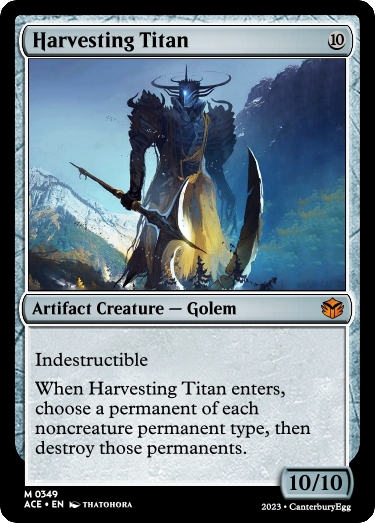 Harvesting Titan 10
Artifact Creature — Golem
Indestructible
When Harvesting Titan enters,
choose a permanent of each
noncreature permanent type, then
destroy those permanents.
10/10
M 0349
ACE • EN THATOHORA
2023 • CanterburyEgg